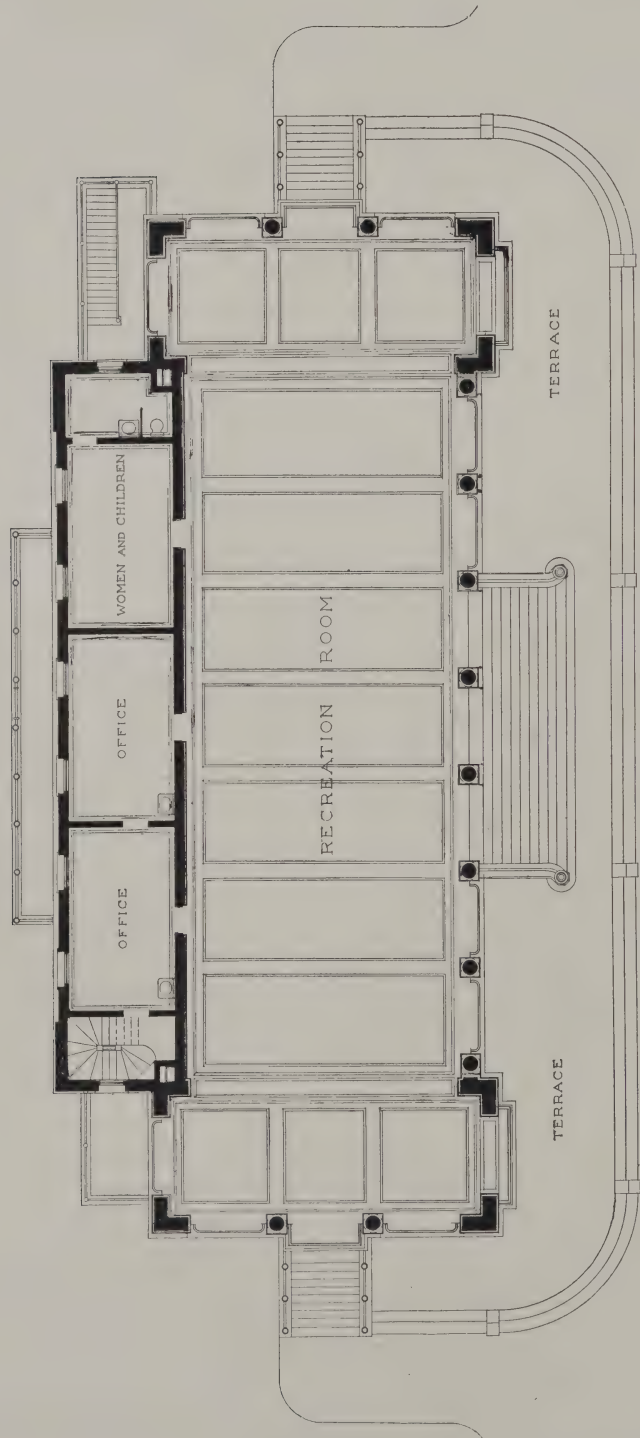 OFFICE
OFFICE
WOMEN AND CHILDREN
RECREATION ROOM
TERRACE
TERRACE